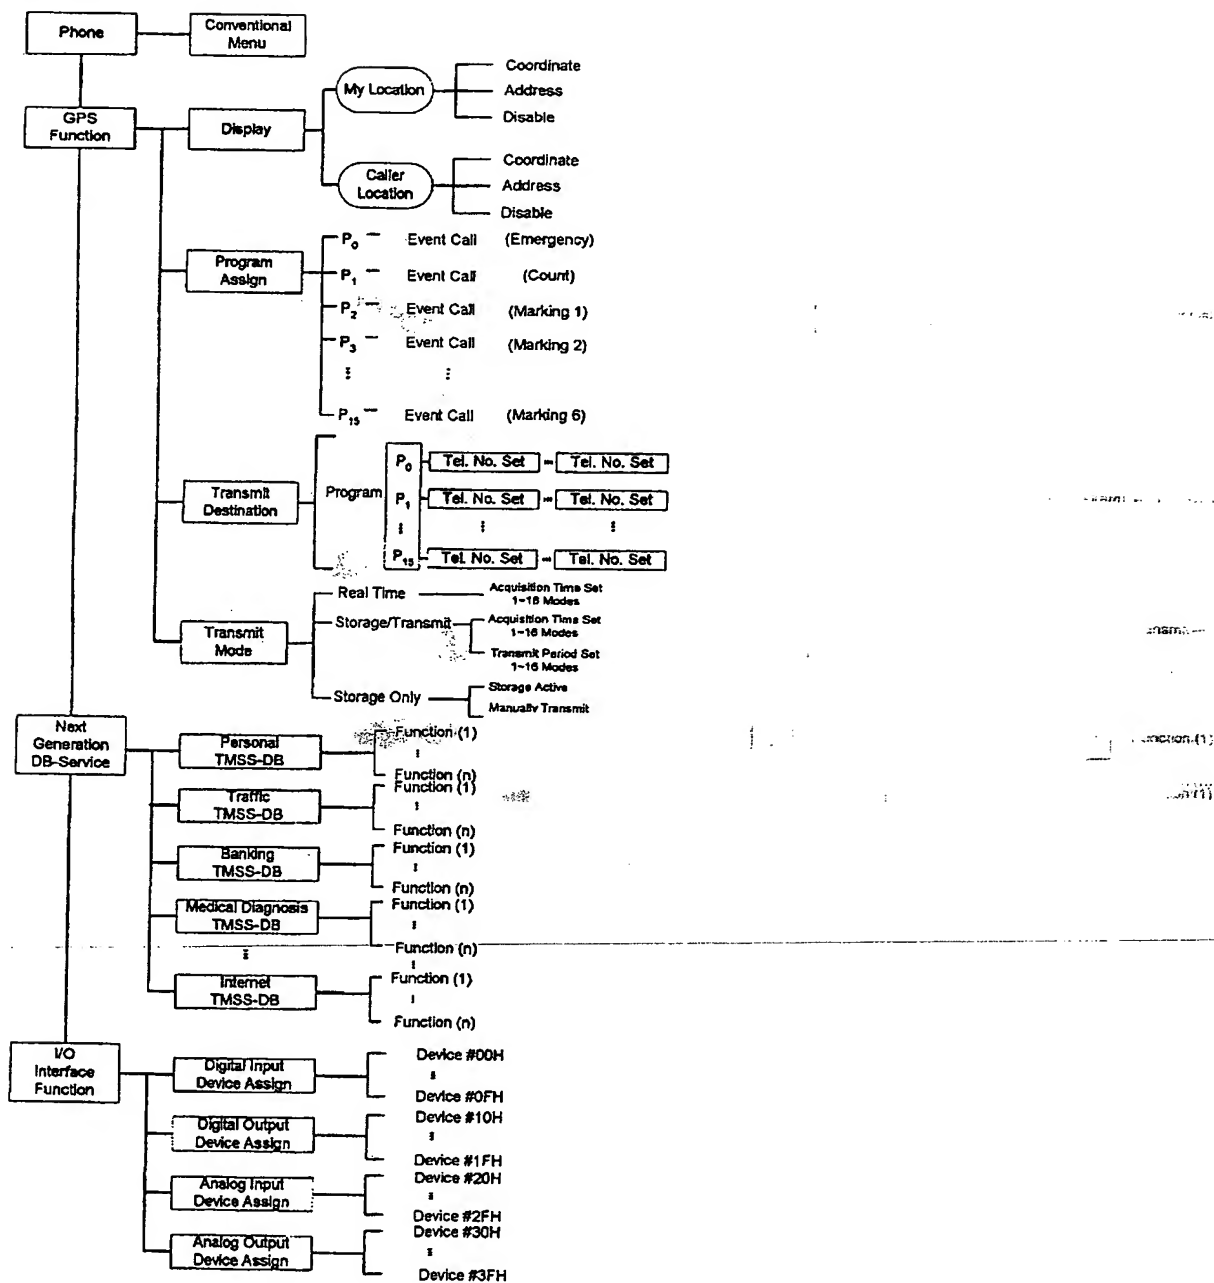 Phone
Conventional
Menu
GPS
Function
Display
My Location
Coordinate
Address
Disable
Caller
Location
Coordinate
Address
Disable
Program
Assign
P0 — Event Call (Emergency)
P1 — Event Call (Count)
P2 — Event Call (Marking 1)
P3 — Event Call (Marking 2)
P15 — Event Call (Marking 6)
Transmit
Destination
Program
P0 Tel. No. Set Tel. No. Set
P1 Tel. No. Set Tel. No. Set
P15 Tel. No. Set Tel. No. Set
Transmit
Mode
Real Time
Acquisition Time Set
1~16 Modes
Storage/Transmit
Acquisition Time Set
1~16 Modes
Transmit Period Set
1~16 Modes
Storage Only
Storage Active
Manually Transmit
Next
Generation
DB-Service
Personal
TMSS-DB
Function (1)
Function (n)
Traffic
TMSS-DB
Function (1)
Function (n)
Banking
TMSS-DB
Function (1)
Function (n)
Medical Diagnosis
TMSS-DB
Function (1)
Function (n)
Internet
TMSS-DB
Function (1)
Function (n)
I/O
Interface
Function
Digital Input
Device Assign
Device #00H
Device #0FH
Digital Output
Device Assign
Device #10H
Device #1FH
Analog Input
Device Assign
Device #20H
Device #2FH
Analog Output
Device Assign
Device #30H
Device #3FH